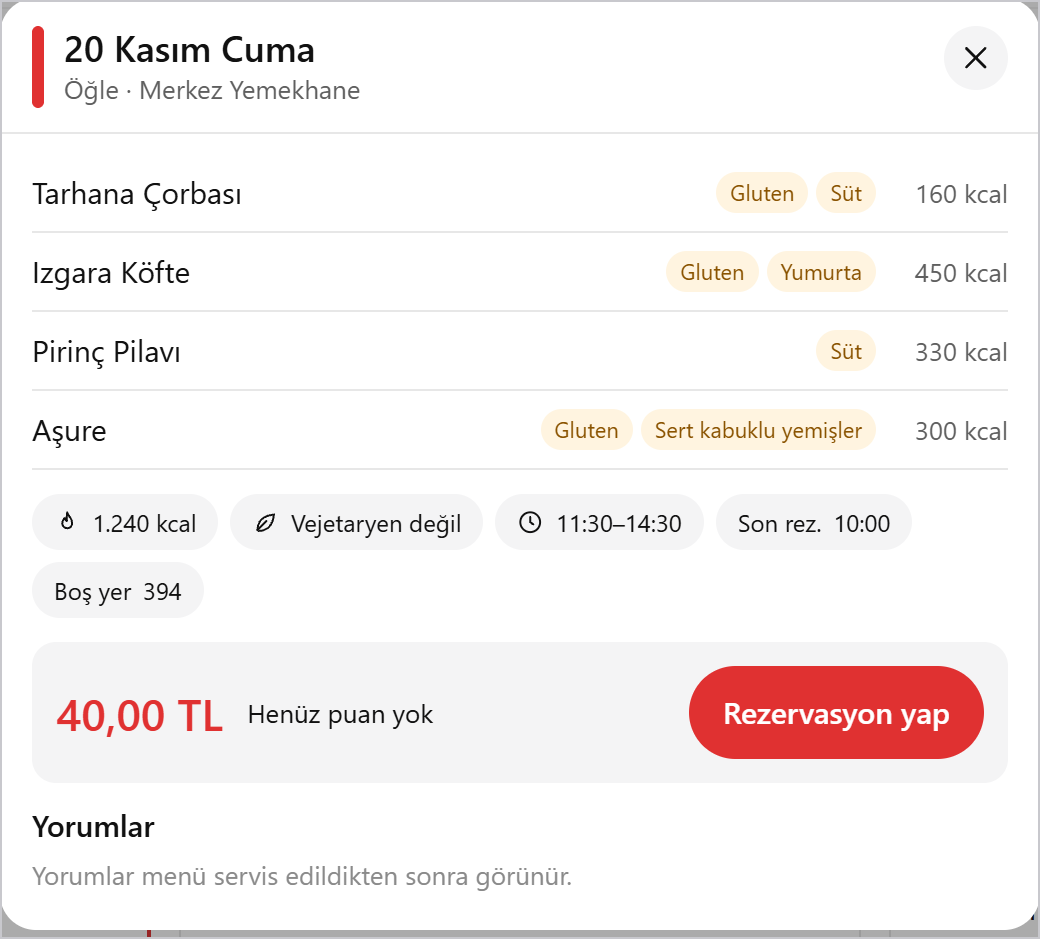 20 Kasım Cuma
Öğle · Merkez Yemekhane
Tarhana Çorbası Gluten Süt 160 kcal
Izgara Köfte Gluten Yumurta 450 kcal
Pirinç Pilavı Süt 330 kcal
Aşure Gluten Sert kabuklu yemişler 300 kcal
1.240 kcal Vejetaryen değil 11:30–14:30 Son rez. 10:00
Boş yer 394
40,00 TL Henüz puan yok Rezervasyon yap
Yorumlar
Yorumlar menü servis edildikten sonra görünür.